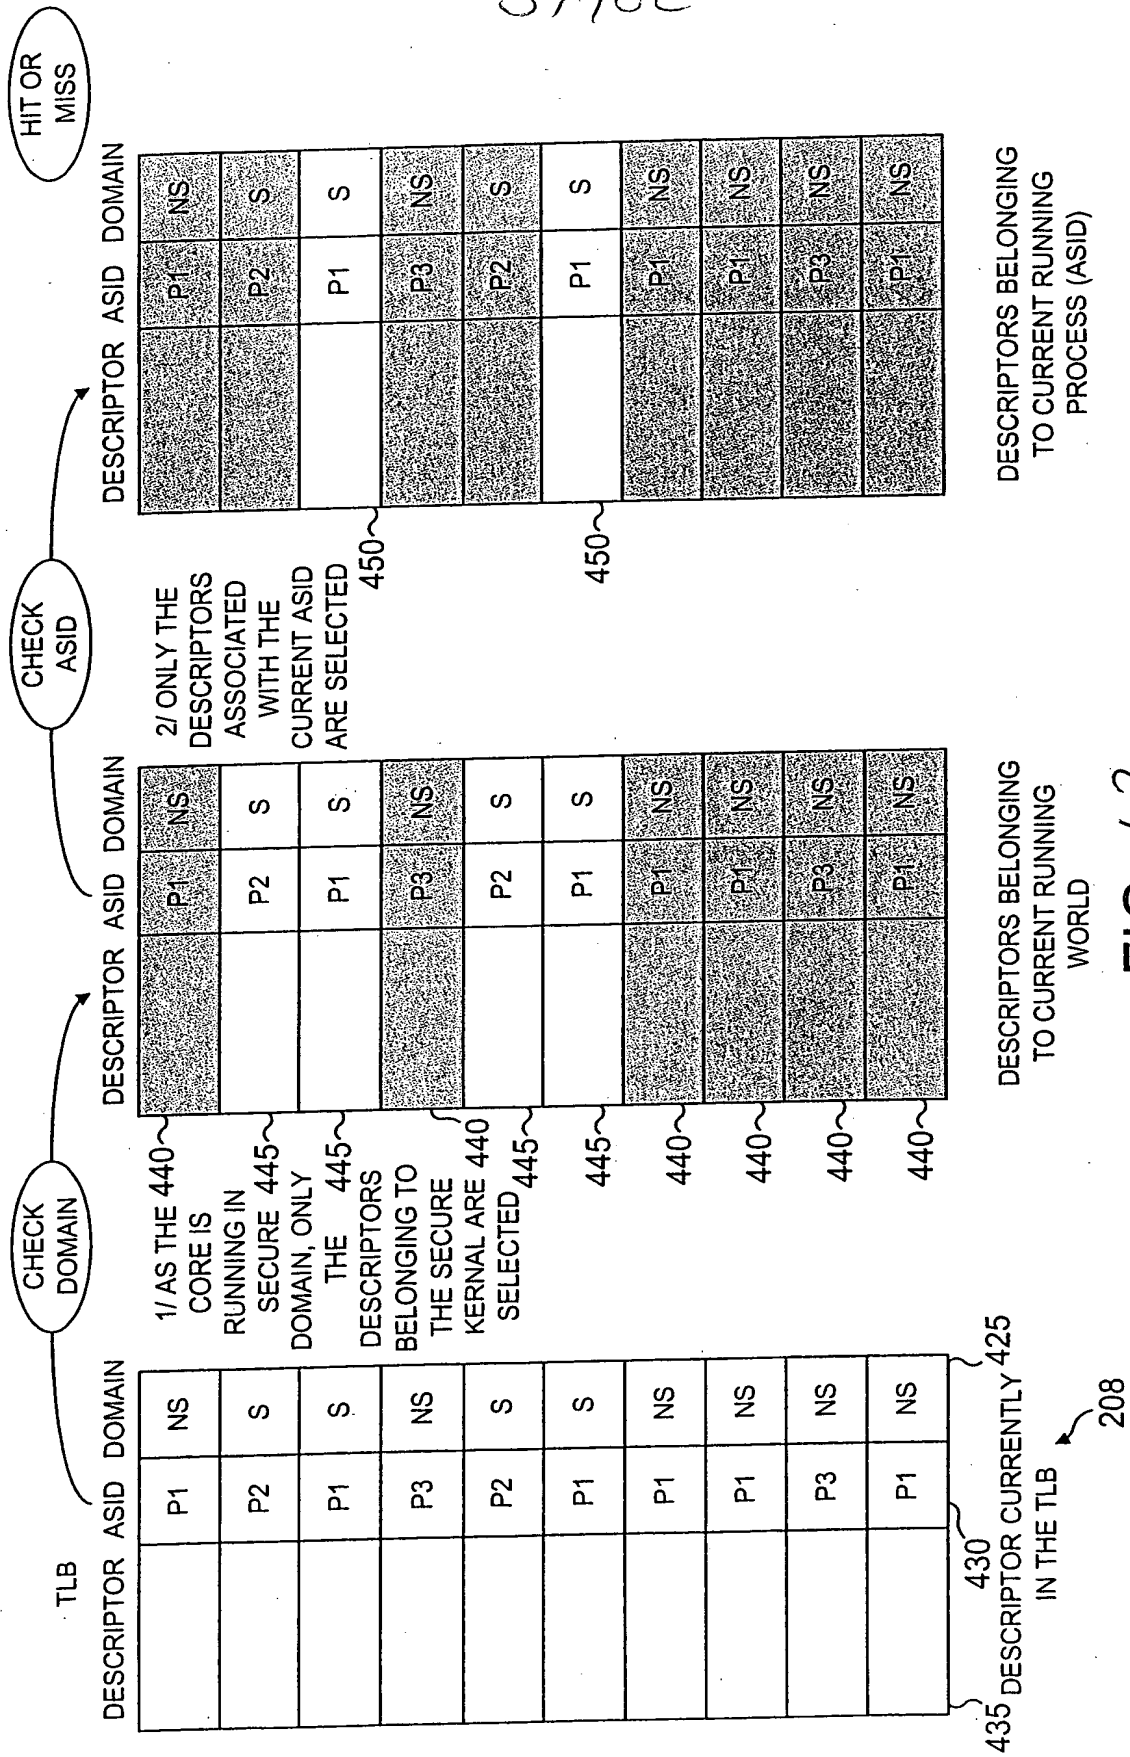 TLB
DESCRIPTOR ASID DOMAIN
P1 NS
P2 S
P1 S
P3 NS
P2 S
P1 S
P1 NS
P1 NS
P3 NS
P1 NS
435
430
425
DESCRIPTOR CURRENTLY
IN THE TLB
208
CHECK
DOMAIN
1/ AS THE
CORE IS
RUNNING IN
SECURE
DOMAIN, ONLY
THE
DESCRIPTORS
BELONGING TO
THE SECURE
KERNAL ARE
SELECTED
440
445
445
440
445
445
440
440
440
440
DESCRIPTOR ASID DOMAIN
P1 NS
P2 S
P1 S
P3 NS
P2 S
P1 S
P1 NS
P1 NS
P3 NS
P1 NS
DESCRIPTORS BELONGING
TO CURRENT RUNNING
WORLD
CHECK
ASID
2/ ONLY THE
DESCRIPTORS
ASSOCIATED
WITH THE
CURRENT ASID
ARE SELECTED
450
450
DESCRIPTOR ASID DOMAIN
P1 NS
P2 S
P1 S
P3 NS
P2 S
P1 S
P1 NS
P1 NS
P3 NS
P1 NS
DESCRIPTORS BELONGING
TO CURRENT RUNNING
PROCESS (ASID)
HIT OR
MISS